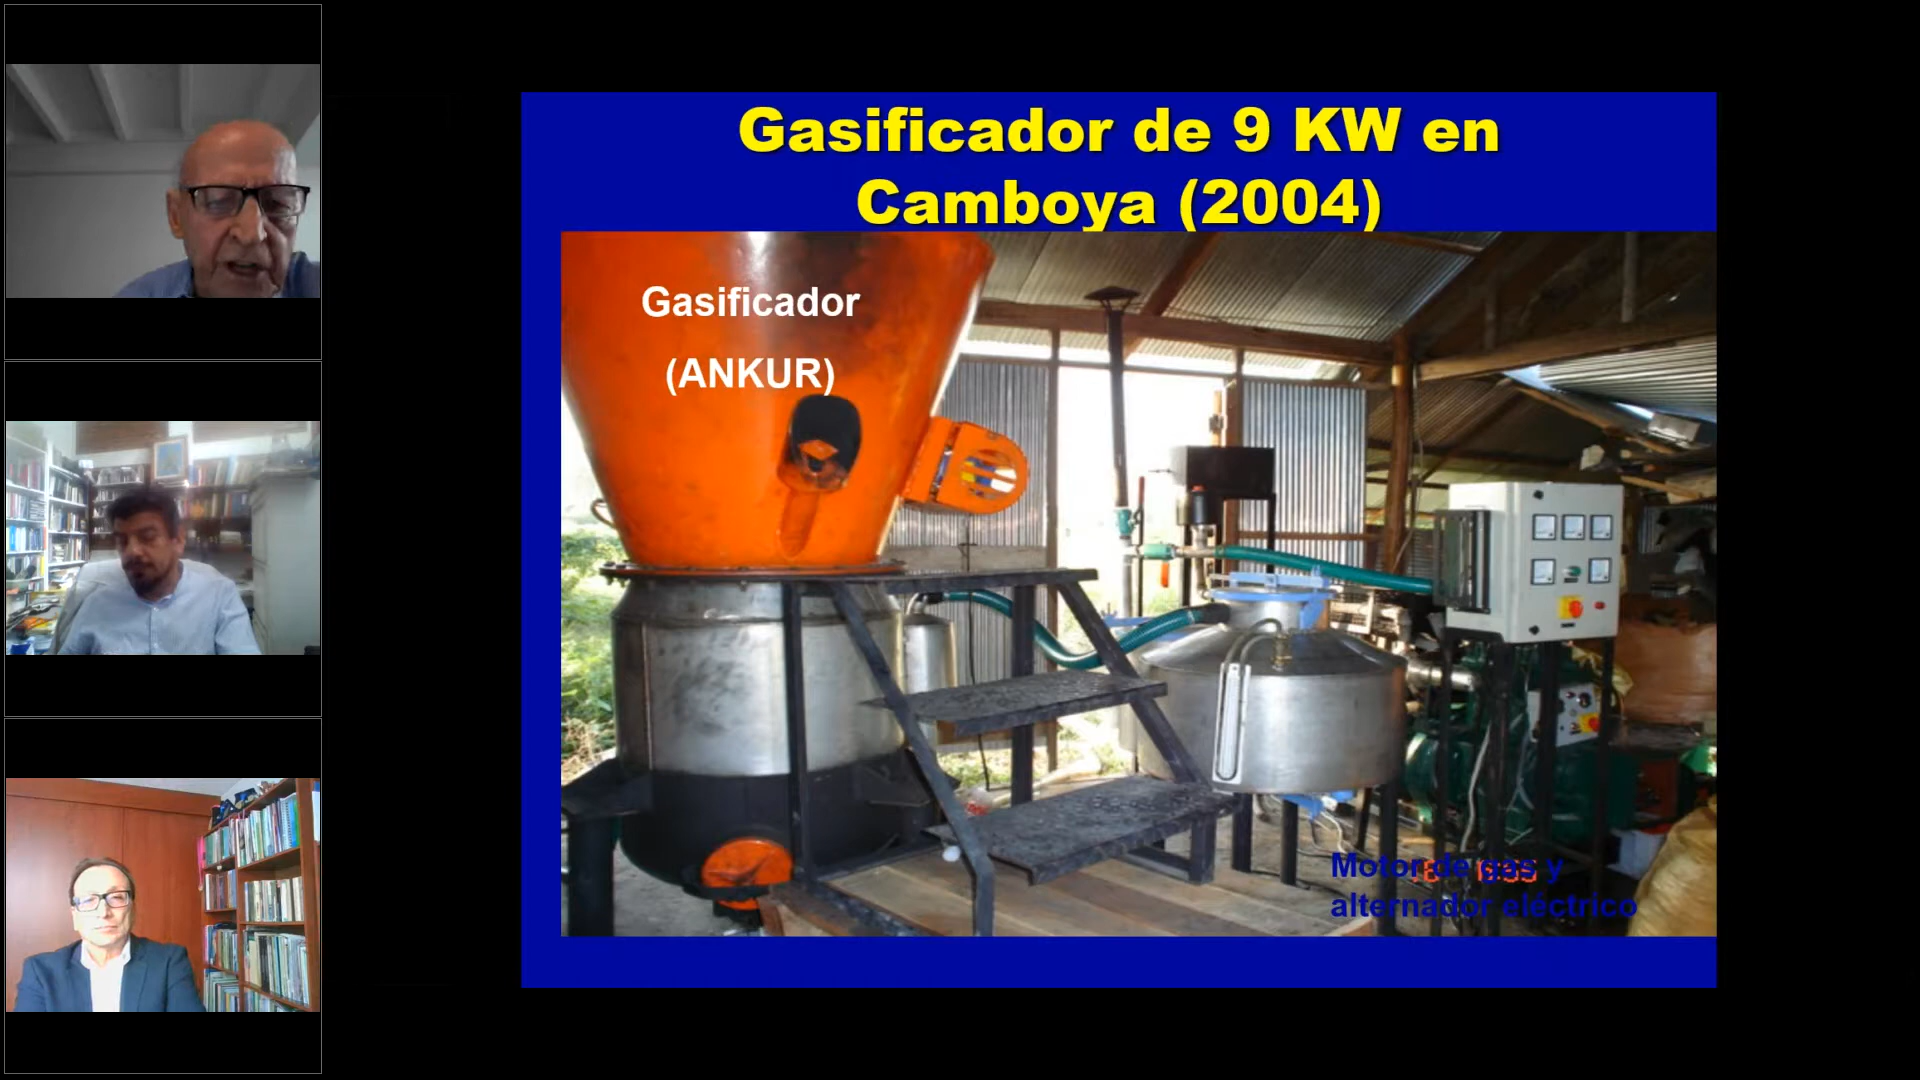 Gasificador de 9 KW en
Camboya (2004)
Gasificador
(ANKUR)
Motor de gas y
alternador eléctrico